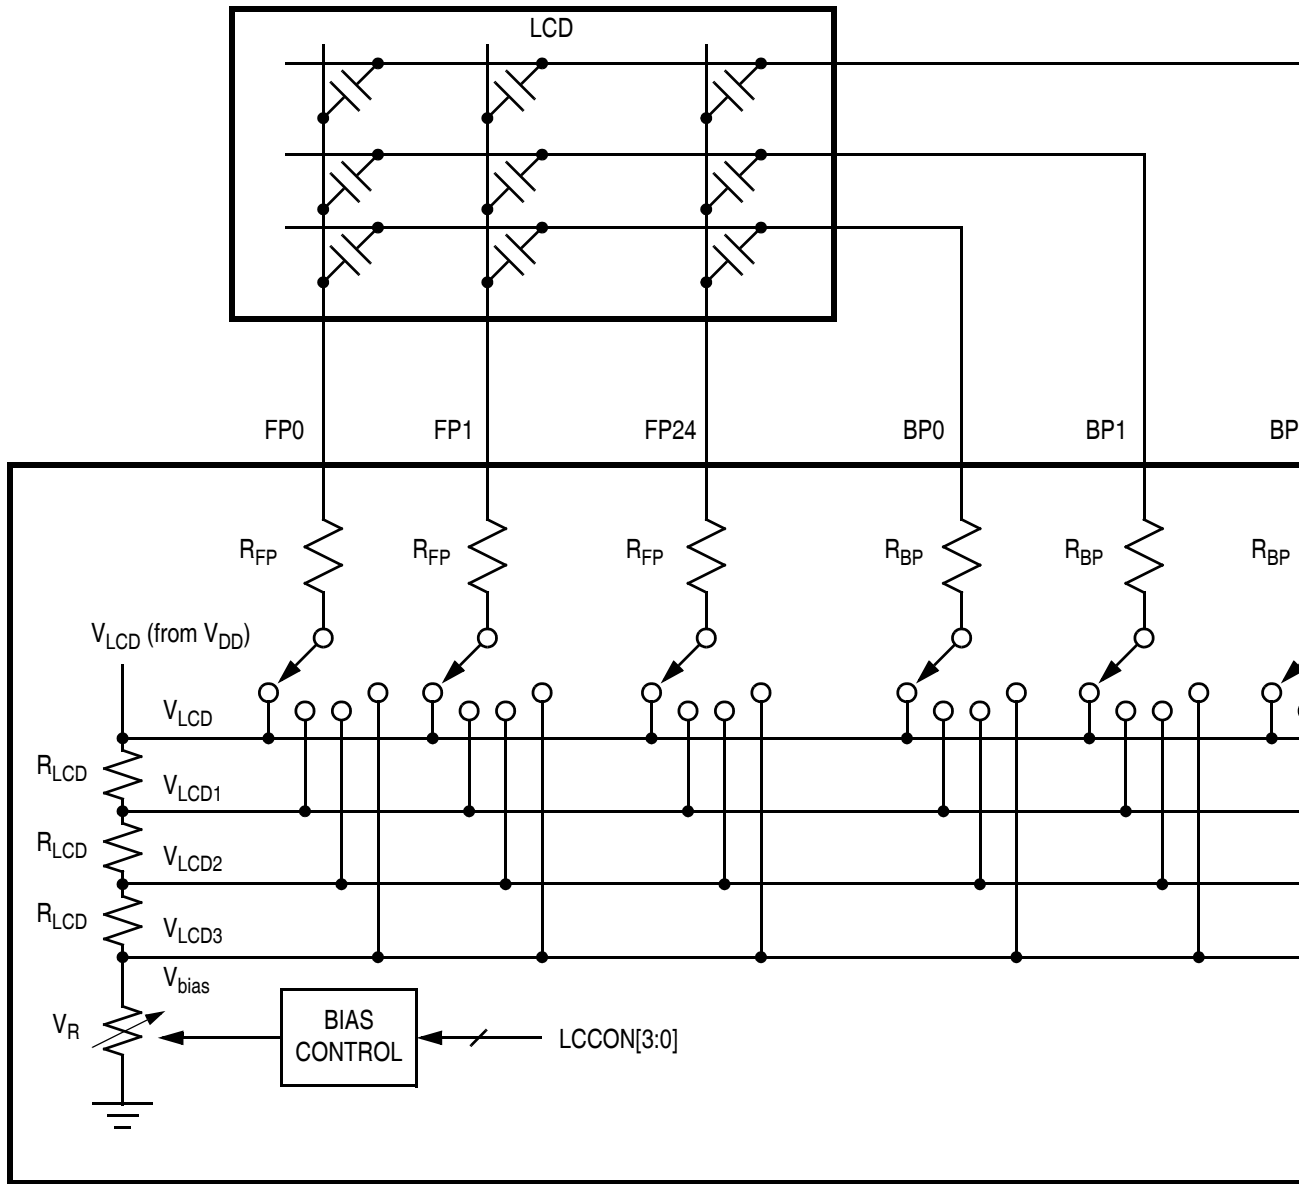 LCD
FP0 FP1 FP24 BP0 BP1 BP
RFP RFP RFP RBP RBP RBP
VLCD (from VDD)
VLCD
RLCD
VLCD1
RLCD
VLCD2
RLCD
VLCD3
Vbias
VR
BIAS
CONTROL
LCCON[3:0]